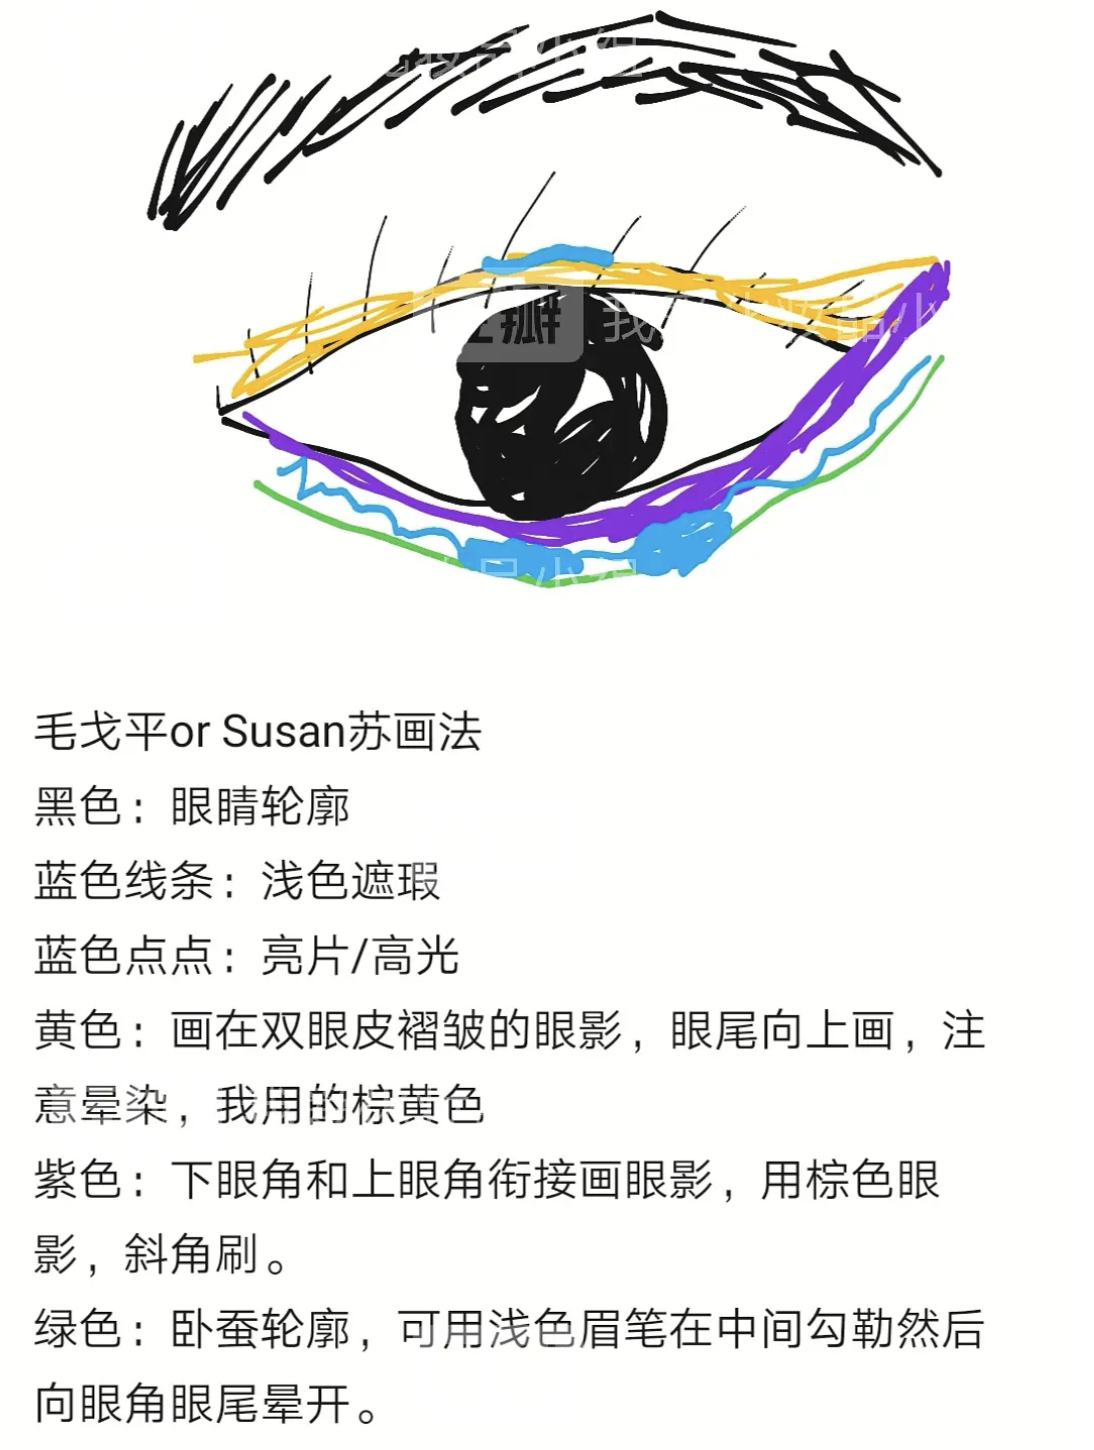 毛戈平or Susan苏画法
黑色：眼睛轮廓
蓝色线条：浅色遮瑕
蓝色点点：亮片/高光
黄色：画在双眼皮褶皱的眼影，眼尾向上画，注
意晕染，我用的棕黄色
紫色：下眼角和上眼角衔接画眼影，用棕色眼
影，斜角刷。
绿色：卧蚕轮廓，可用浅色眉笔在中间勾勒然后
向眼角眼尾晕开。